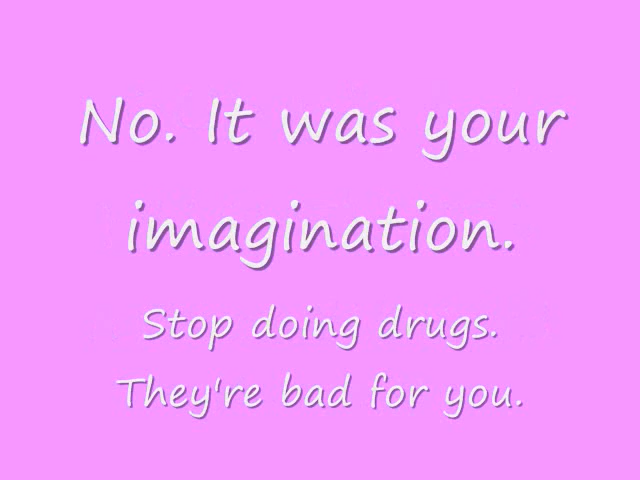 No. It was your
imagination.
Stop doing drugs.
They're bad for you.